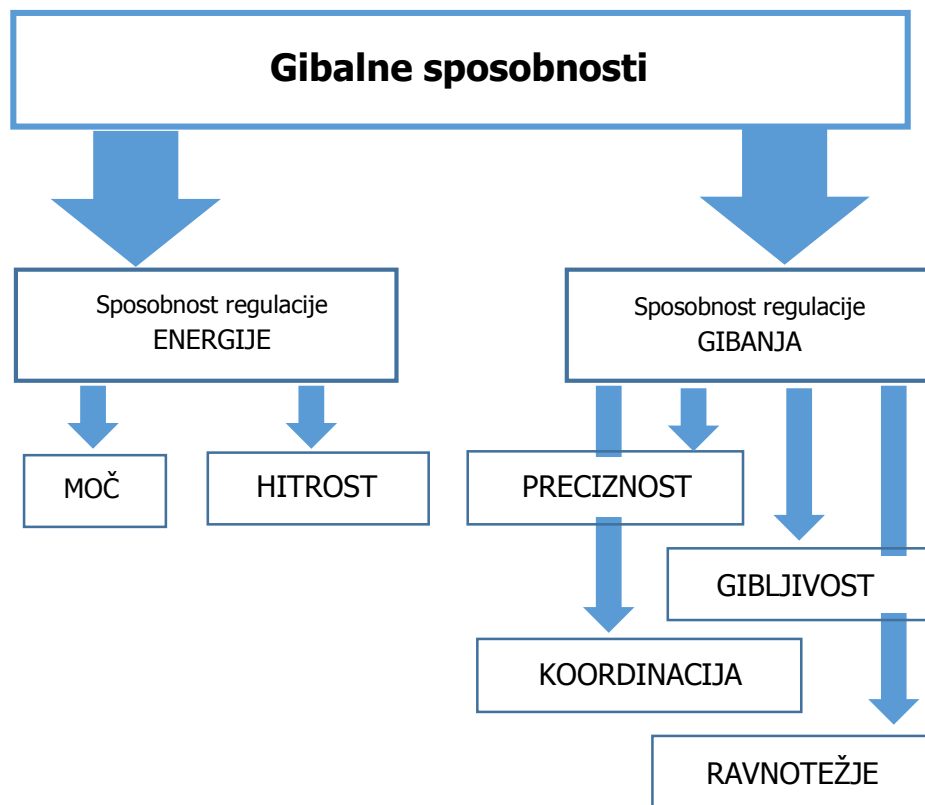 Gibalne sposobnosti
Sposobnost regulacije
ENERGIJE
Sposobnost regulacije
GIBANJA
MOČ
HITROST
PRECIZNOST
GIBLJIVOST
KOORDINACIJA
RAVNOTEŽJE